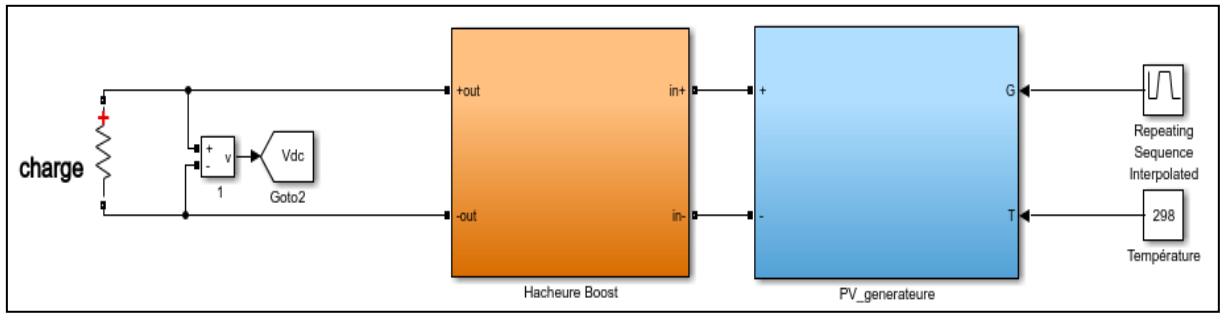 +out
in+
+
G
Repeating
Sequence
Interpolated
charge
+
+
-
v
1
Vdc
Goto2
-out
in-
-
T
298
Température
Hacheure Boost
PV_generateure